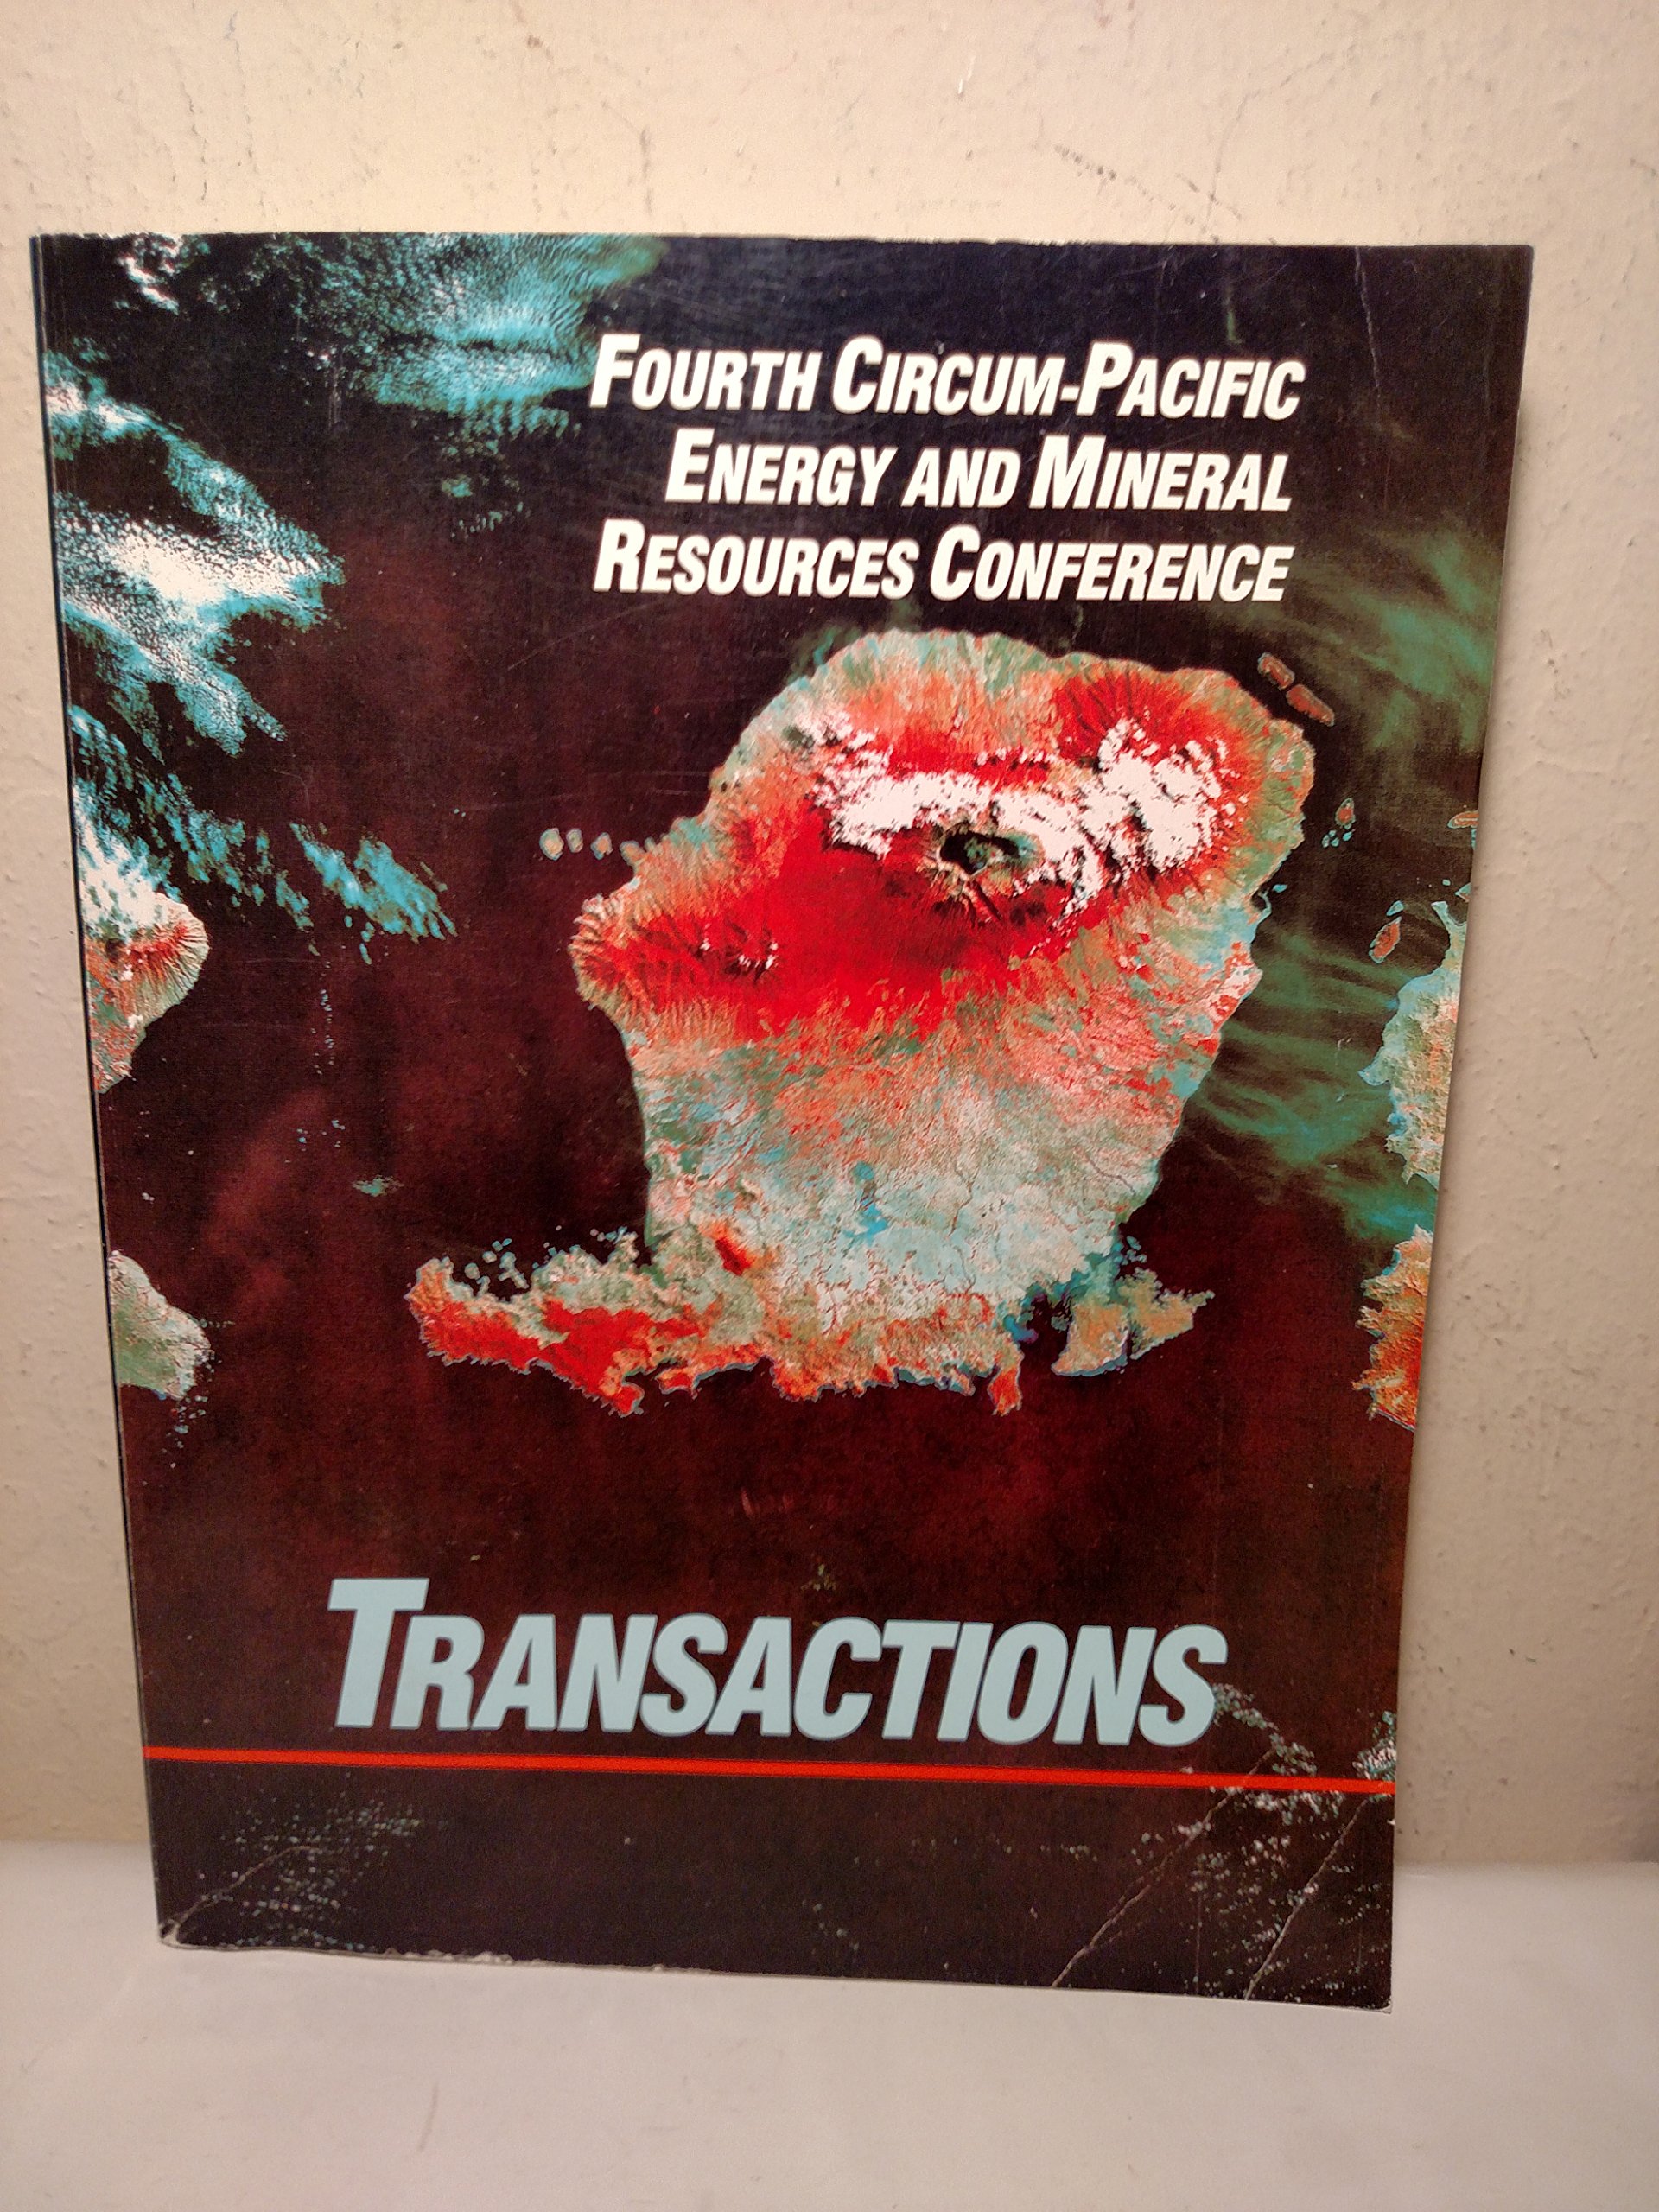 FOURTH CIRCUM-PACIFIC
ENERGY AND MINERAL
RESOURCES CONFERENCE
TRANSACTIONS